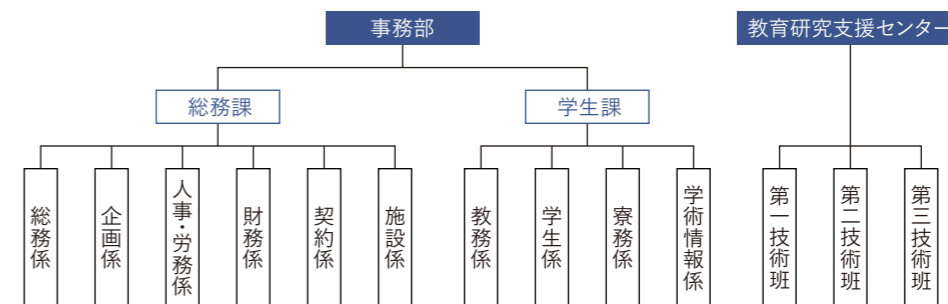 事務部
教育研究支援センター
総務課
学生課
総務係
企画係
人事・労務係
財務係
契約係
施設係
教務係
学生係
寮務係
学術情報係
第一技術班
第二技術班
第三技術班